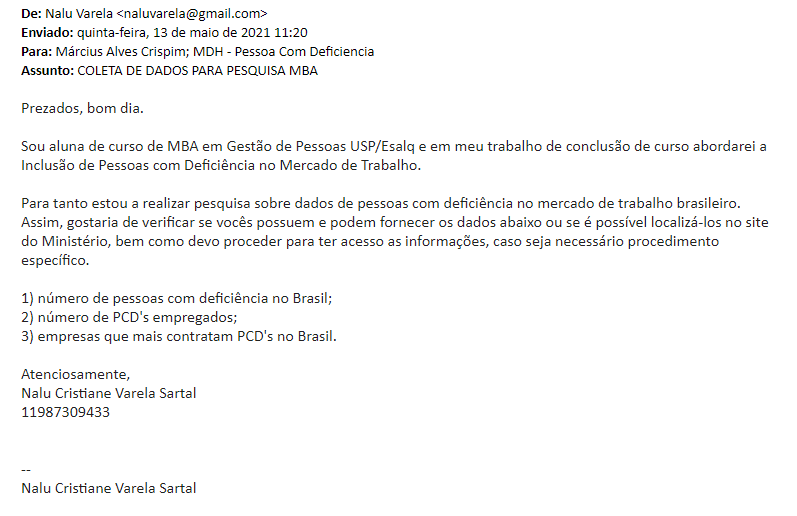 De: Nalu Varela <naluvarela@gmail.com>
Enviado: quinta-feira, 13 de maio de 2021 11:20
Para: Március Alves Crispim; MDH - Pessoa Com Deficiencia
Assunto: COLETA DE DADOS PARA PESQUISA MBA
Prezados, bom dia.
Sou aluna de curso de MBA em Gestão de Pessoas USP/Esalq e em meu trabalho de conclusão de curso abordarei a
Inclusão de Pessoas com Deficiência no Mercado de Trabalho.
Para tanto estou a realizar pesquisa sobre dados de pessoas com deficiência no mercado de trabalho brasileiro.
Assim, gostaria de verificar se vocês possuem e podem fornecer os dados abaixo ou se é possível localizá-los no site
do Ministério, bem como devo proceder para ter acesso as informações, caso seja necessário procedimento
específico.
1) número de pessoas com deficiência no Brasil;
2) número de PCD's empregados;
3) empresas que mais contratam PCD's no Brasil.
Atenciosamente,
Nalu Cristiane Varela Sartal
11987309433
--
Nalu Cristiane Varela Sartal